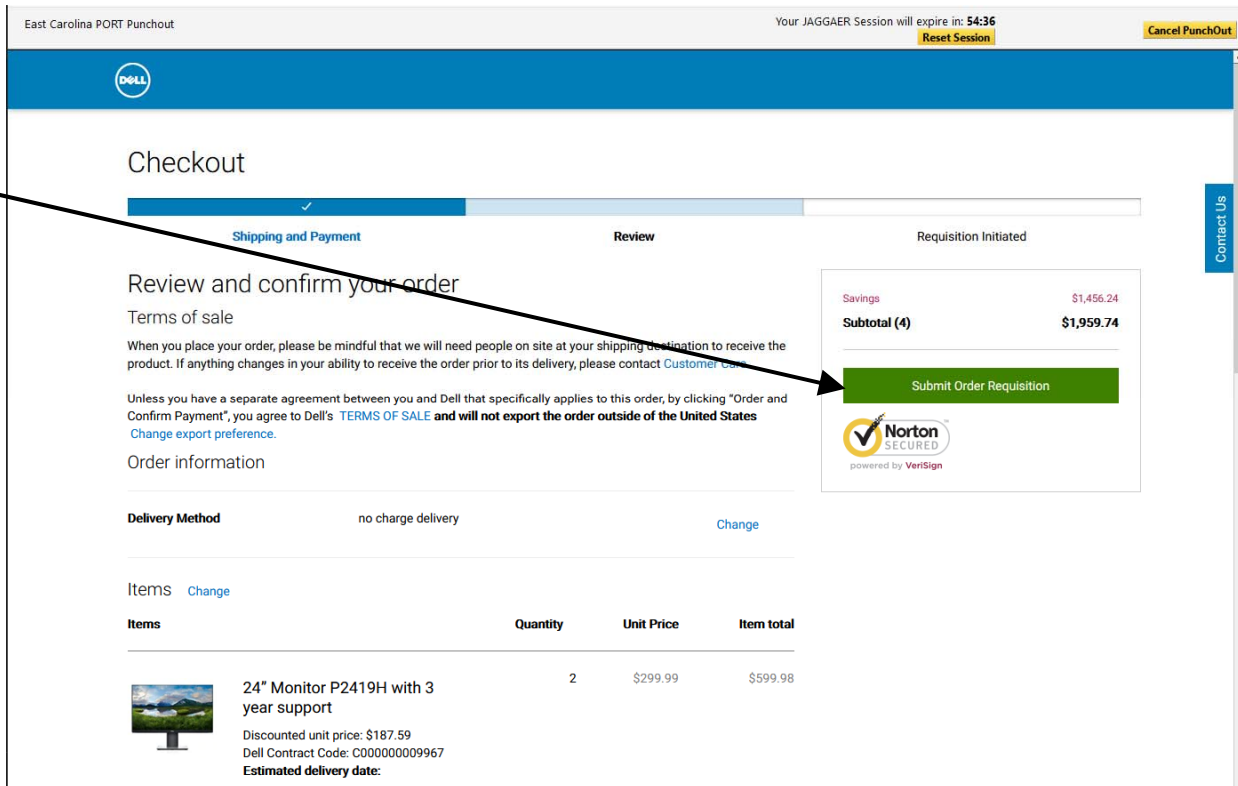 East Carolina PORT Punchout
Your JAGGAER Session will expire in: 54:36
Reset Session
Cancel PunchOut
DELL
Checkout
Contact Us
Shipping and Payment
Review
Requisition Initiated
Review and confirm your order
Terms of sale
When you place your order, please be mindful that we will need people on site at your shipping destination to receive the
product. If anything changes in your ability to receive the order prior to its delivery, please contact Customer Care.
Unless you have a separate agreement between you and Dell that specifically applies to this order, by clicking "Order and
Confirm Payment", you agree to Dell's TERMS OF SALE and will not export the order outside of the United States
Change export preference.
Order information
Savings $1,456.24
Subtotal (4) $1,959.74
Submit Order Requisition
Norton
SECURED
powered by VeriSign
Delivery Method no charge delivery Change
Items Change
Items Quantity Unit Price Item total
24" Monitor P2419H with 3 2 $299.99 $599.98
year support
Discounted unit price: $187.59
Dell Contract Code: C000000009967
Estimated delivery date: